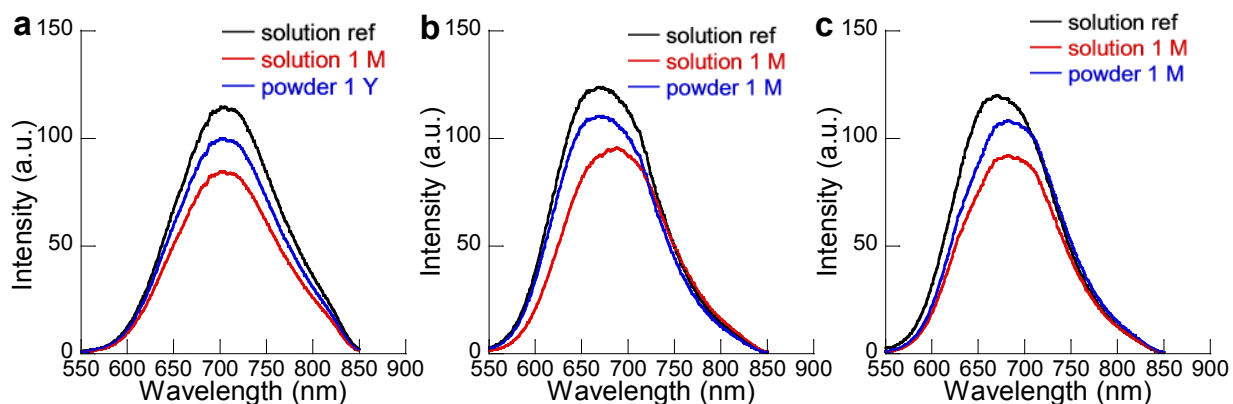 a
150
100
50
0
Intensity (a.u.)
solution ref
solution 1 M
powder 1 Y
550 600 650 700 750 800 850 900
Wavelength (nm)
b
150
100
50
0
Intensity (a.u.)
solution ref
solution 1 M
powder 1 M
550 600 650 700 750 800 850 900
Wavelength (nm)
c
150
100
50
0
Intensity (a.u.)
solution ref
solution 1 M
powder 1 M
550 600 650 700 750 800 850 900
Wavelength (nm)